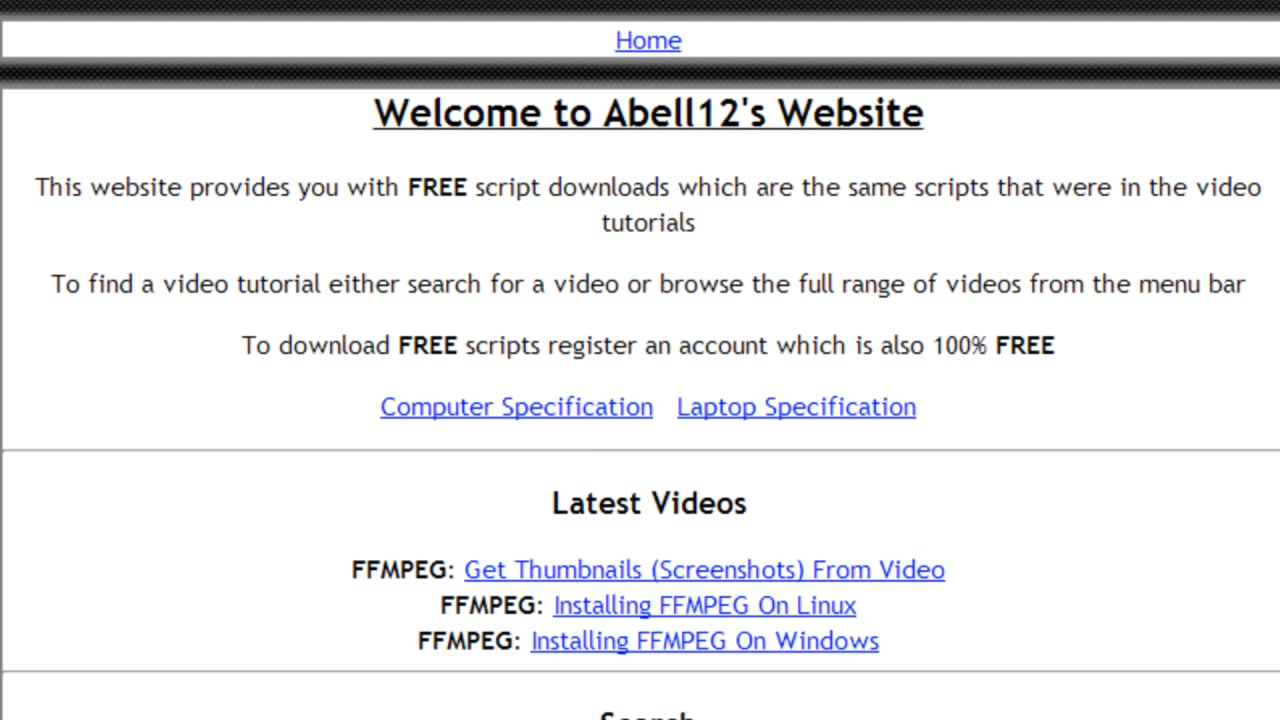 Home
Welcome to Abell12's Website
This website provides you with FREE script downloads which are the same scripts that were in the video
tutorials
To find a video tutorial either search for a video or browse the full range of videos from the menu bar
To download FREE scripts register an account which is also 100% FREE
Computer Specification Laptop Specification
Latest Videos
FFMPEG: Get Thumbnails (Screenshots) From Video
FFMPEG: Installing FFMPEG On Linux
FFMPEG: Installing FFMPEG On Windows
Search